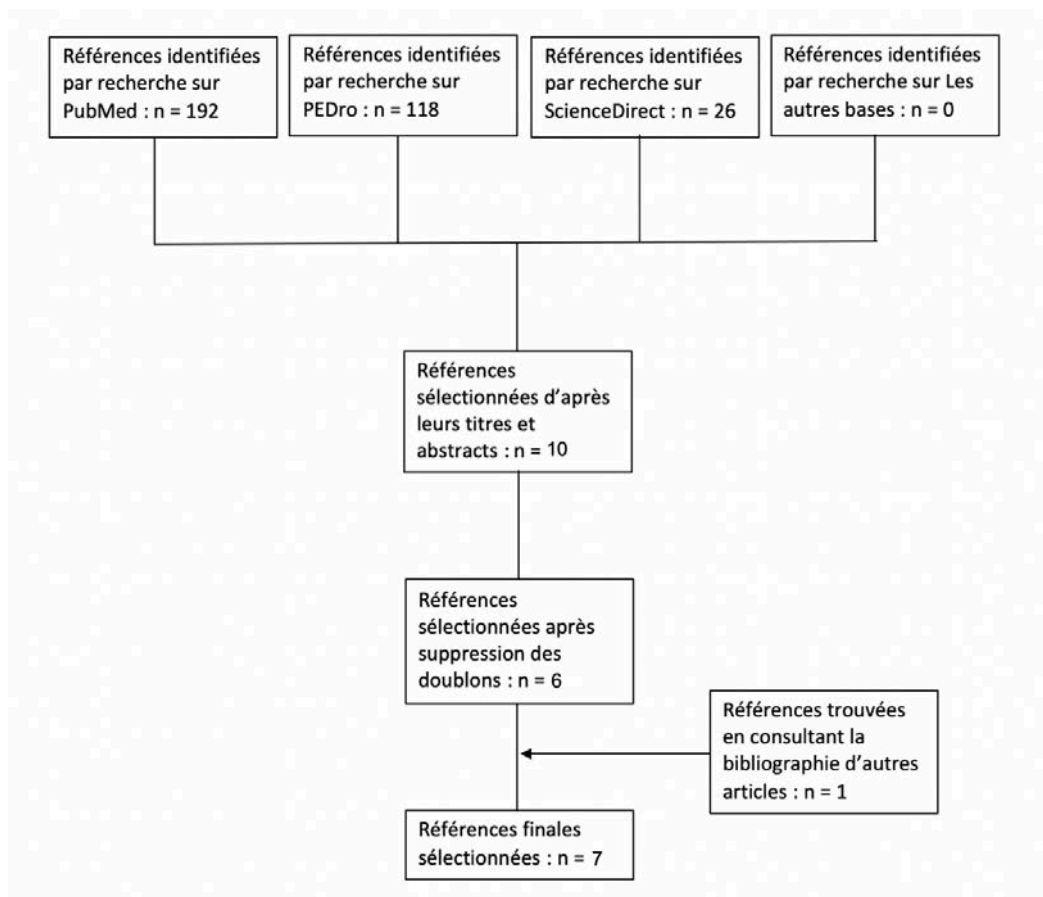 Références identifiées
par recherche sur
PubMed : n = 192
Références identifiées
par recherche sur
PEDro : n = 118
Références identifiées
par recherche sur
ScienceDirect : n = 26
Références identifiées
par recherche sur Les
autres bases : n = 0
Références
sélectionnées d'après
leurs titres et
abstracts : n = 10
Références
sélectionnées après
suppression des
doublons : n = 6
Références trouvées
en consultant la
bibliographie d'autres
articles : n = 1
Références finales
sélectionnées : n = 7